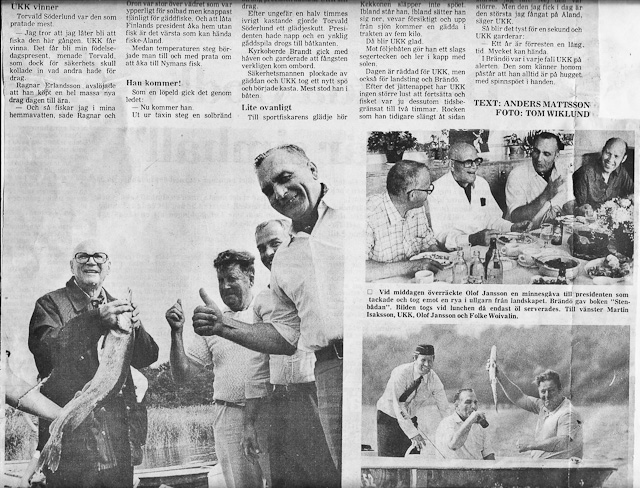 UKK vinner
Torvald Söderlund var den som pratade mest.
— Jag tror att jag låter bli att fiska den här gången. UKK får vinna. Det får bli min födelsedagspresent, menade Torvald, som dock för säkerhets skull kollade in vad andra hade för drag.
Ragnar Erlandsson avslöjade att han köpt en hel massa nya drag dagen till ära.
— Och så fiskar jag i mina hemmavatten, sade Ragnar och
Oron var stor över vädret som var ypperligt för soltad men knappast tjänligt för gäddfiske. Och att låta Finlands president åka hem utan fisk är det värsta som kan hända fiske-Åland.
Medan temperaturen steg började man till och med prata om att åka till Nymans fisk.
Han kommer!
Som en löpeld gick det genom ledet:
— Nu kommer han.
Ut ur taxin steg en solbränd
drag.
Efter ungefär en halv timmes ivrigt kastande gjorde Torvald Söderlund ett glädjeskutt. Presidenten hade napp och en ynklig gäddspila drogs till båtkanten.
Kyrkoherde Brandt gick med håven och garderade att fångsten verkligen kom ombord.
Säkerhetsmannen plockade av gäddan och UKK tog ett nytt spö och började kasta. Mest stod han i båten.
Lite ovanligt
Till sportfiskarens glädje hör
Kekkonen släpper inte spöet. Ibland står han, ibland sätter han sig ner, vevar försiktigt och upp från sjön kommer en gädda i trakten av fem kilo.
Då blir UKK glad.
Mot följebåten gör han ett slags segertecken och ler i kapp med solen.
Dagen är räddad för UKK, men också för landsting och Brändö.
Efter det jättenappet har UKK ingen större last att fortsätta och fisket var ju dessutom tidsbegränsat till två timmar. Rocken som han tidigare slängt åt sidan
större. Men den jag fick i dag är den största jag fångat på Åland, säger UKK.
Så blir det tyst för en sekund och UKK garderar:
— Ett år är förresten en lång tid. Mycket kan hända.
I Brändö var i varje fall UKK på alerten. Den som känner honom påstår att han alltid är på hugget med spinnspöet i handen.
TEXT: ANDERS MATTSSON
FOTO: TOM WIKLUND
□ Vid middagen överräckte Olof Jansson en minnesgåva till presidenten som tackade och tog emot en rya i ullgarn från landskapet. Brändö gav boken "Stenbådan". Bilden togs vid lunchen då endast öl serverades. Till vänster Martin Isaksson, UKK, Olof Jansson och Folke Woivalin.